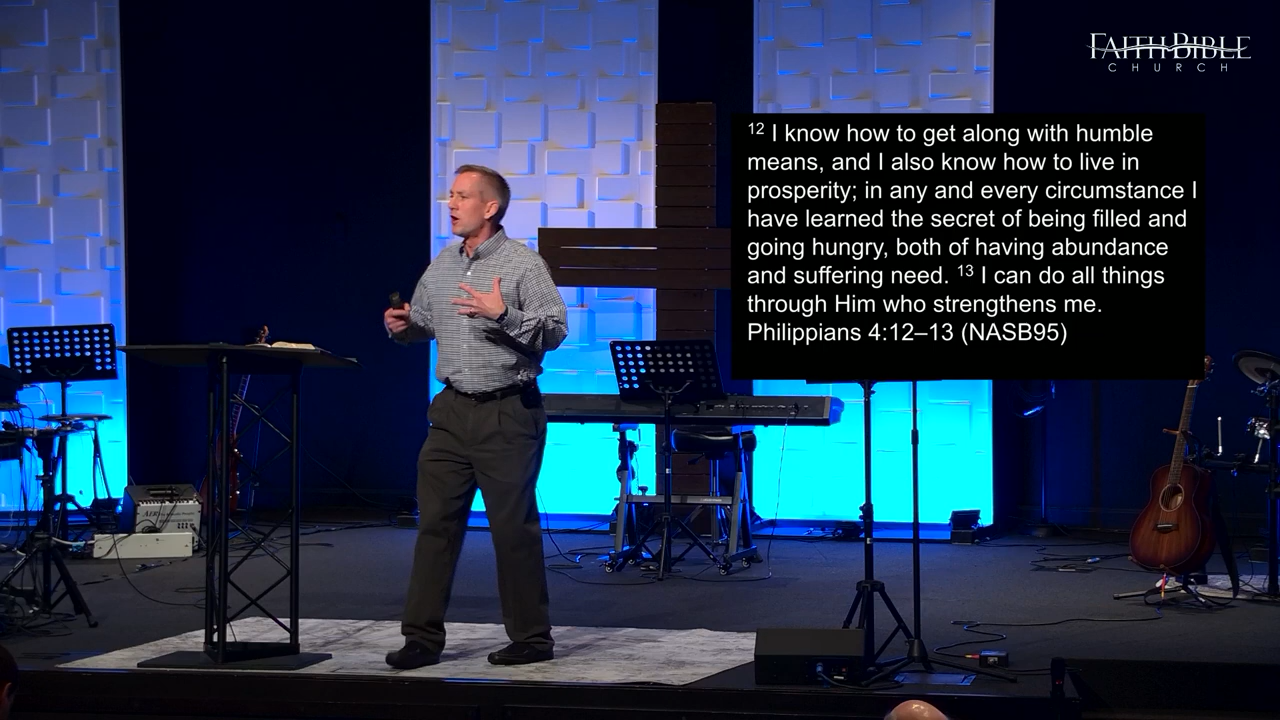 FAITH BIBLE
CHURCH
12 I know how to get along with humble
means, and I also know how to live in
prosperity; in any and every circumstance I
have learned the secret of being filled and
going hungry, both of having abundance
and suffering need. 13 I can do all things
through Him who strengthens me.
Philippians 4:12–13 (NASB95)